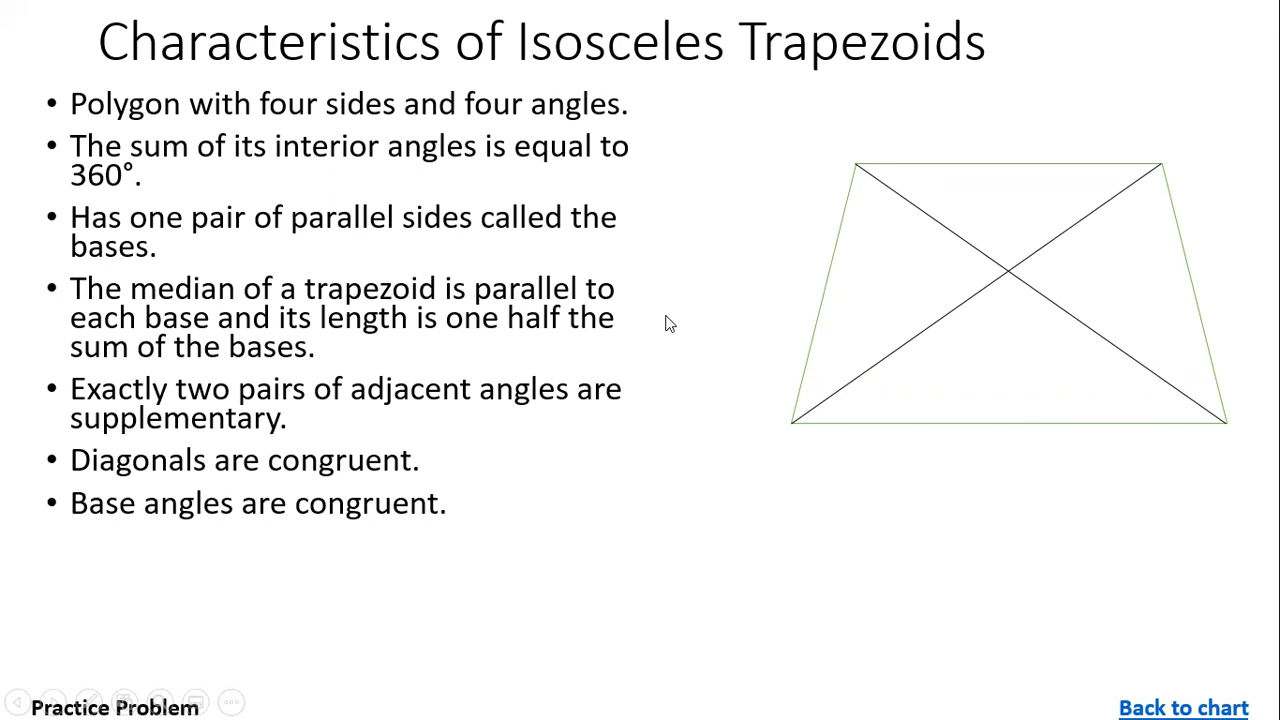 Characteristics of Isosceles Trapezoids
• Polygon with four sides and four angles.
• The sum of its interior angles is equal to
360°.
• Has one pair of parallel sides called the
bases.
• The median of a trapezoid is parallel to
each base and its length is one half the
sum of the bases.
• Exactly two pairs of adjacent angles are
supplementary.
• Diagonals are congruent.
• Base angles are congruent.
Practice Problem
Back to chart